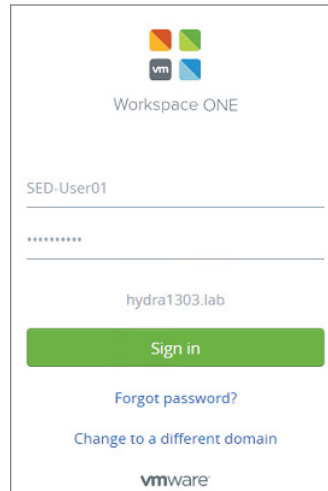 vm
Workspace ONE
SED-User01
••••••••••
hydra1303.lab
Sign in
Forgot password?
Change to a different domain
vmware